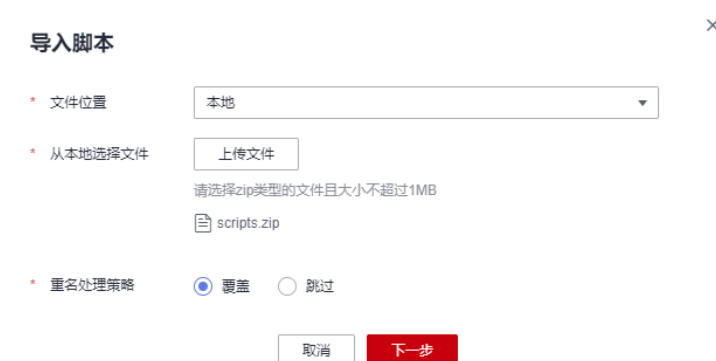 导入脚本
* 文件位置 本地
* 从本地选择文件 上传文件
请选择zip类型的文件且大小不超过1MB
scripts.zip
* 重名处理策略 覆盖 跳过
取消 下一步